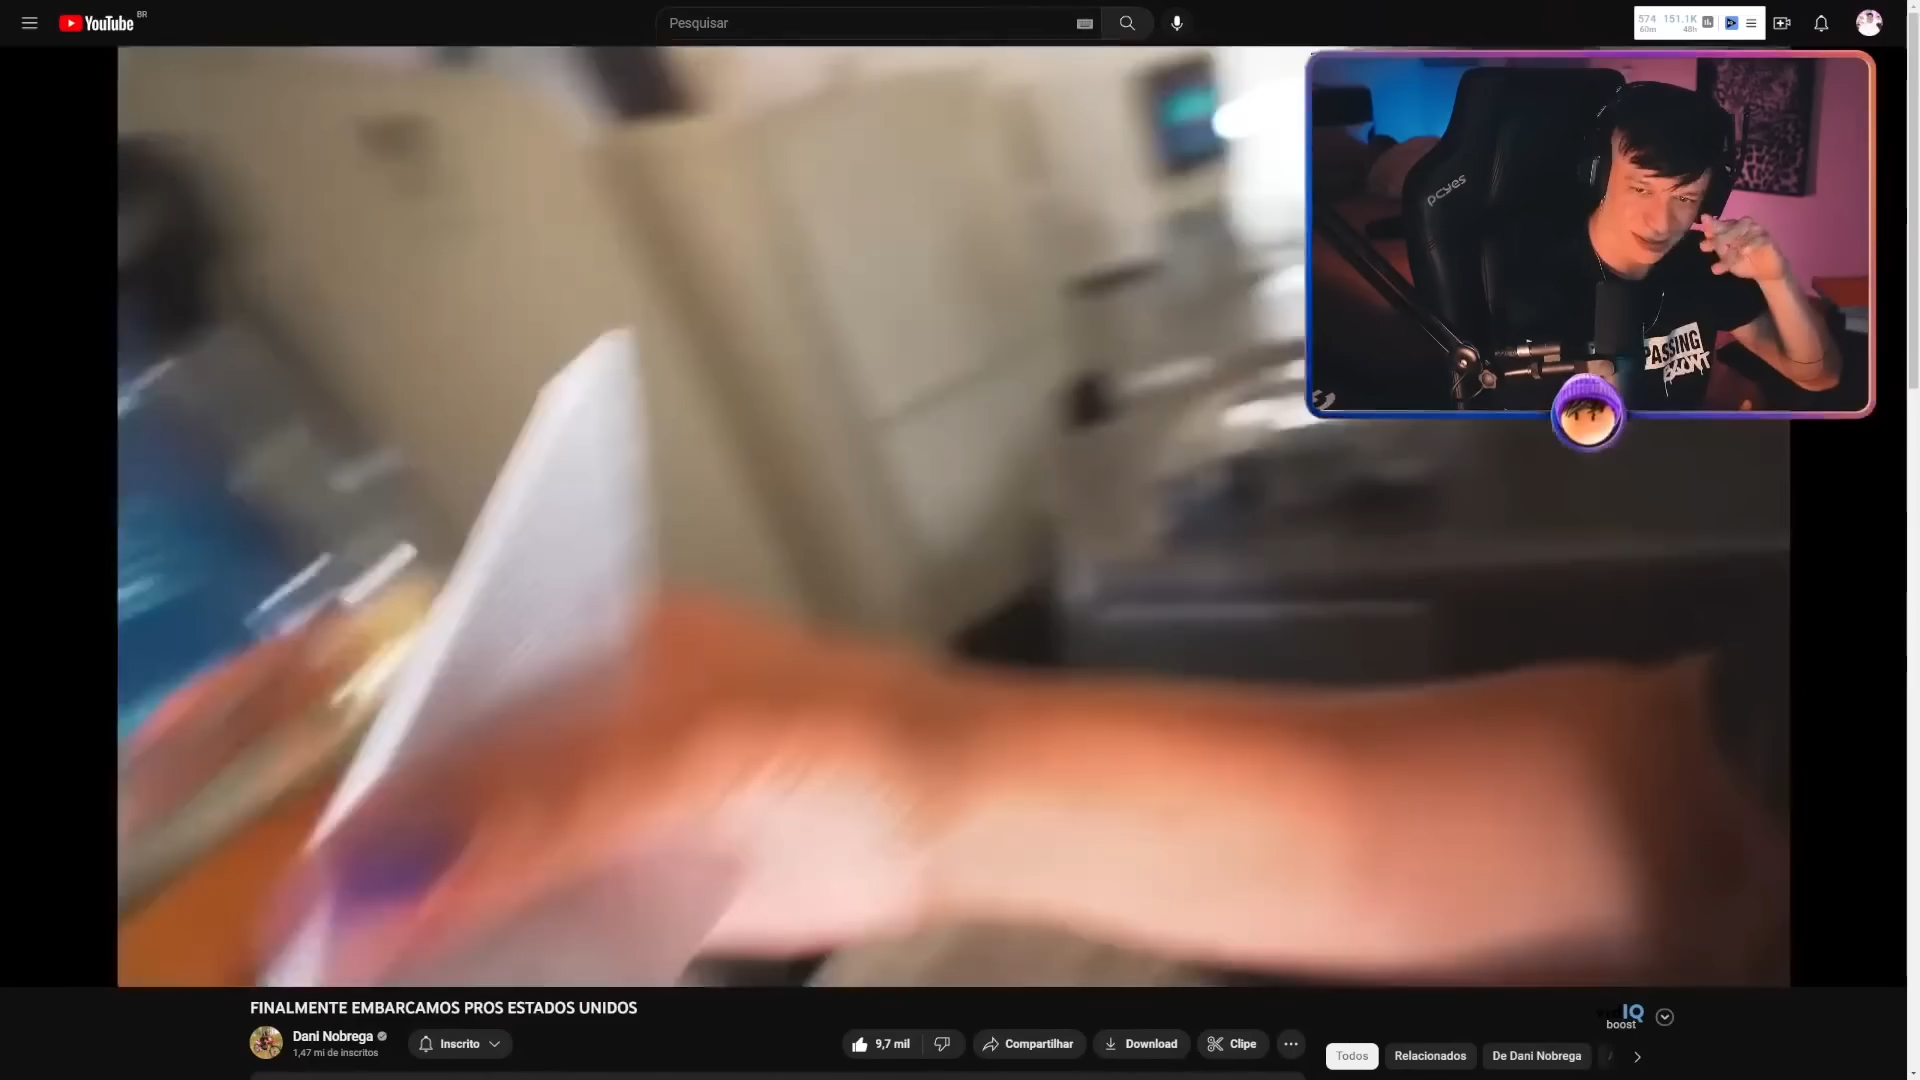 YouTube BR
Pesquisar
574 151.1K
60m 48h
pcyes
PASSING
FINALMENTE EMBARCAMOS PROS ESTADOS UNIDOS
Dani Nobrega
1,47 mi de inscritos
Inscrito
9,7 mil
Compartilhar
Download
Clipe
IQ
boost
Todos
Relacionados
De Dani Nobrega